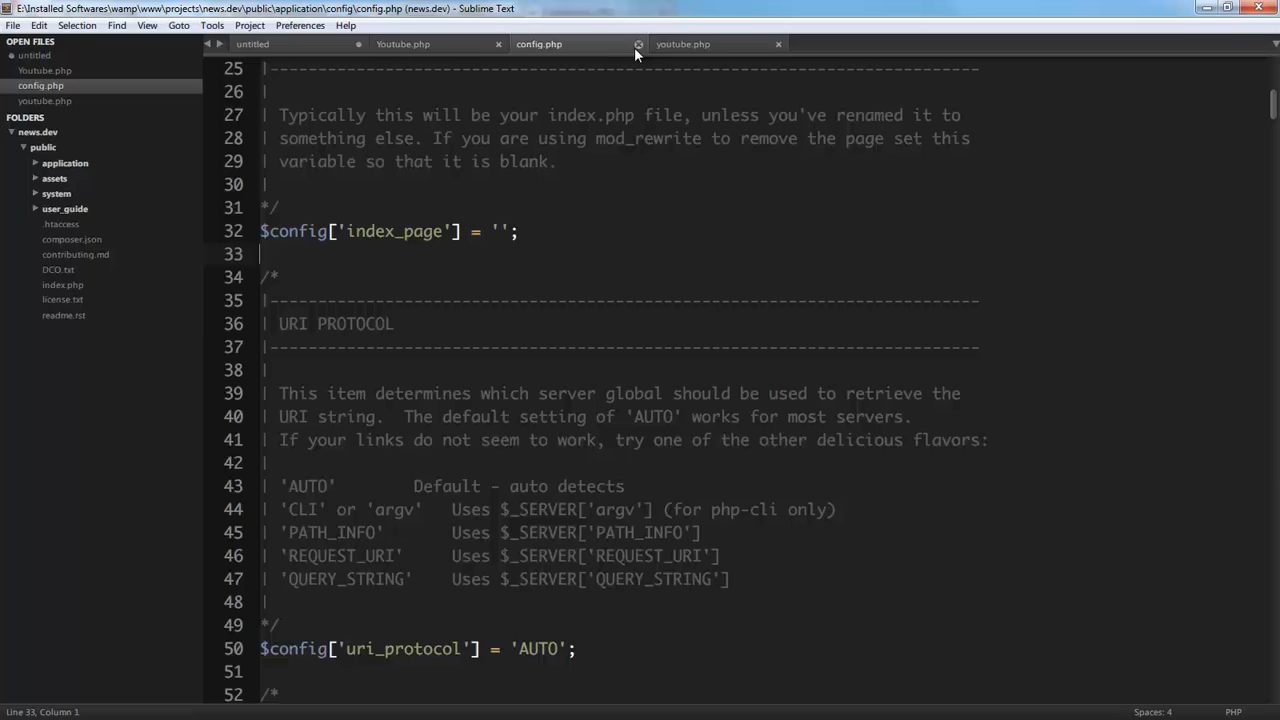 E:\Installed Softwares\wamp\www\projects\news.dev\public\application\config\config.php (news.dev) - Sublime Text
File Edit Selection Find View Goto Tools Project Preferences Help
OPEN FILES
untitled
Youtube.php
config.php
youtube.php
FOLDERS
news.dev
public
application
assets
system
user_guide
.htaccess
composer.json
contributing.md
DCO.txt
index.php
license.txt
readme.rst
untitled Youtube.php config.php youtube.php
25 |--------------------------------------------------------------------------
26 |
27 | Typically this will be your index.php file, unless you've renamed it to
28 | something else. If you are using mod_rewrite to remove the page set this
29 | variable so that it is blank.
30 |
31 */
32 $config['index_page'] = '';
33
34 /*
35 |--------------------------------------------------------------------------
36 | URI PROTOCOL
37 |--------------------------------------------------------------------------
38 |
39 | This item determines which server global should be used to retrieve the
40 | URI string.  The default setting of 'AUTO' works for most servers.
41 | If your links do not seem to work, try one of the other delicious flavors:
42 |
43 | 'AUTO'        Default - auto detects
44 | 'CLI' or 'argv'   Uses $_SERVER['argv'] (for php-cli only)
45 | 'PATH_INFO'       Uses $_SERVER['PATH_INFO']
46 | 'REQUEST_URI'     Uses $_SERVER['REQUEST_URI']
47 | 'QUERY_STRING'    Uses $_SERVER['QUERY_STRING']
48 |
49 */
50 $config['uri_protocol'] = 'AUTO';
51
52 /*
Line 33, Column 1 Spaces: 4 PHP